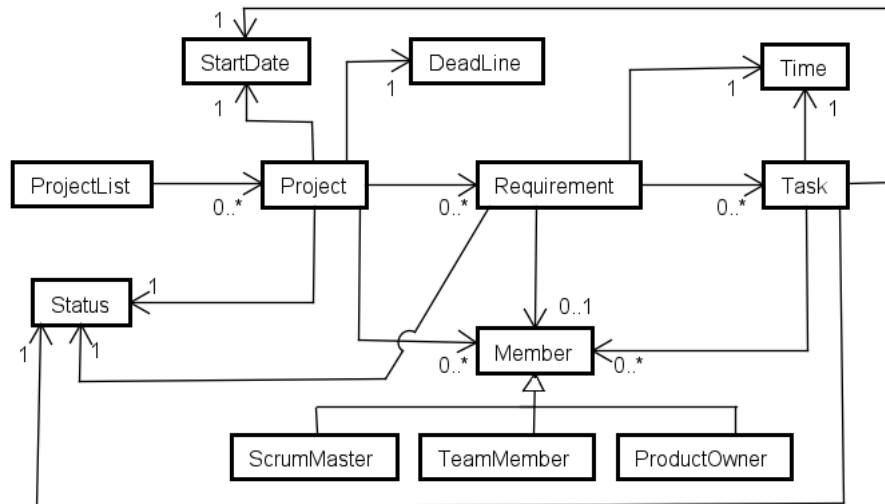 1
StartDate
DeadLine
Time
1
1
1
1
ProjectList
Project
Requirement
Task
0..*
0..*
0..*
Status
1
1
1
0..1
Member
0..*
0..*
ScrumMaster
TeamMember
ProductOwner